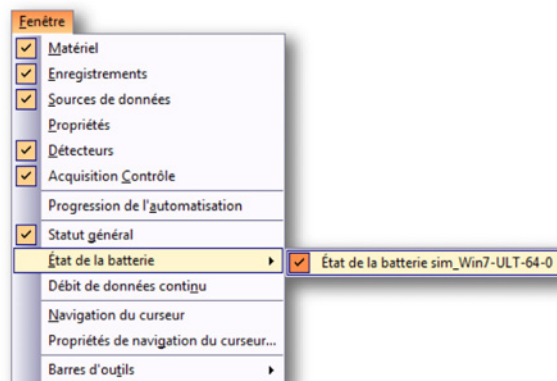 Fenêtre
Matériel
Enregistrements
Sources de données
Propriétés
Détecteurs
Acquisition Contrôle
Progression de l'automatisation
Statut général
État de la batterie
État de la batterie sim_Win7-ULT-64-0
Débit de données continu
Navigation du curseur
Propriétés de navigation du curseur...
Barres d'outils